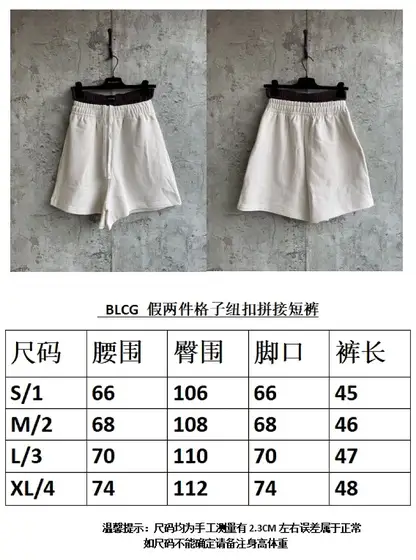 BLCG 假两件格子纽扣拼接短裤
尺码 腰围 臀围 脚口 裤长
S/1 66 106 66 45
M/2 68 108 68 46
L/3 70 110 70 47
XL/4 74 112 74 48
温馨提示：尺码均为手工测量有 2.3CM 左右误差属于正常
如尺码不能确定请备注身高体重